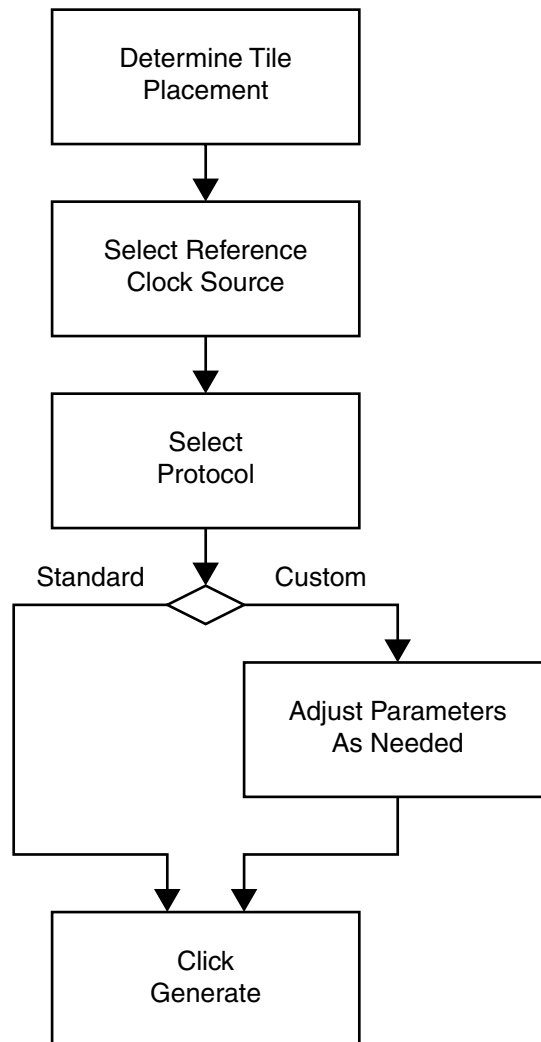 Determine Tile
Placement
Select Reference
Clock Source
Select
Protocol
Standard
Custom
Adjust Parameters
As Needed
Click
Generate